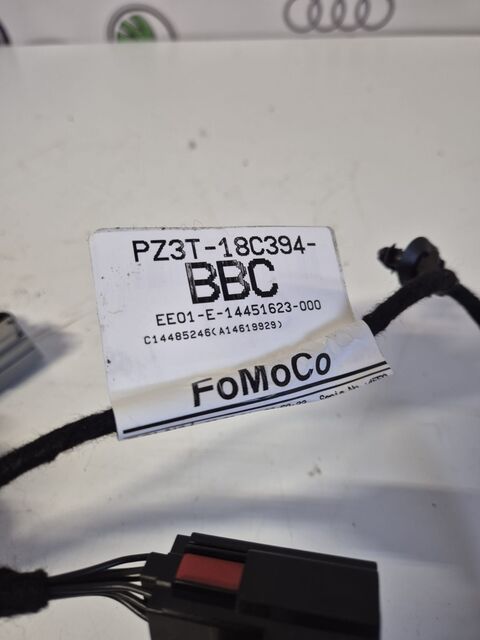 PZ3T-18C394-
BBC
EE01-E-14451623-000
C14485246(A14619929)
FoMoCo